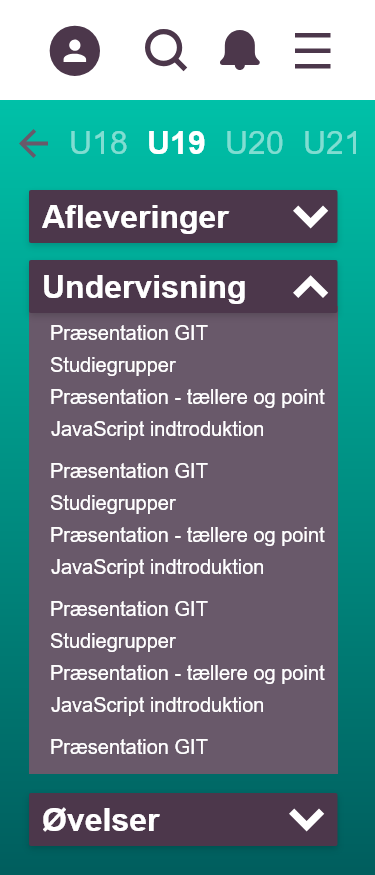 U18 U19 U20 U21
Afleveringer
Undervisning
Præsentation GIT
Studiegrupper
Præsentation - tællere og point
JavaScript indtroduktion
Præsentation GIT
Studiegrupper
Præsentation - tællere og point
JavaScript indtroduktion
Præsentation GIT
Studiegrupper
Præsentation - tællere og point
JavaScript indtroduktion
Præsentation GIT
Øvelser